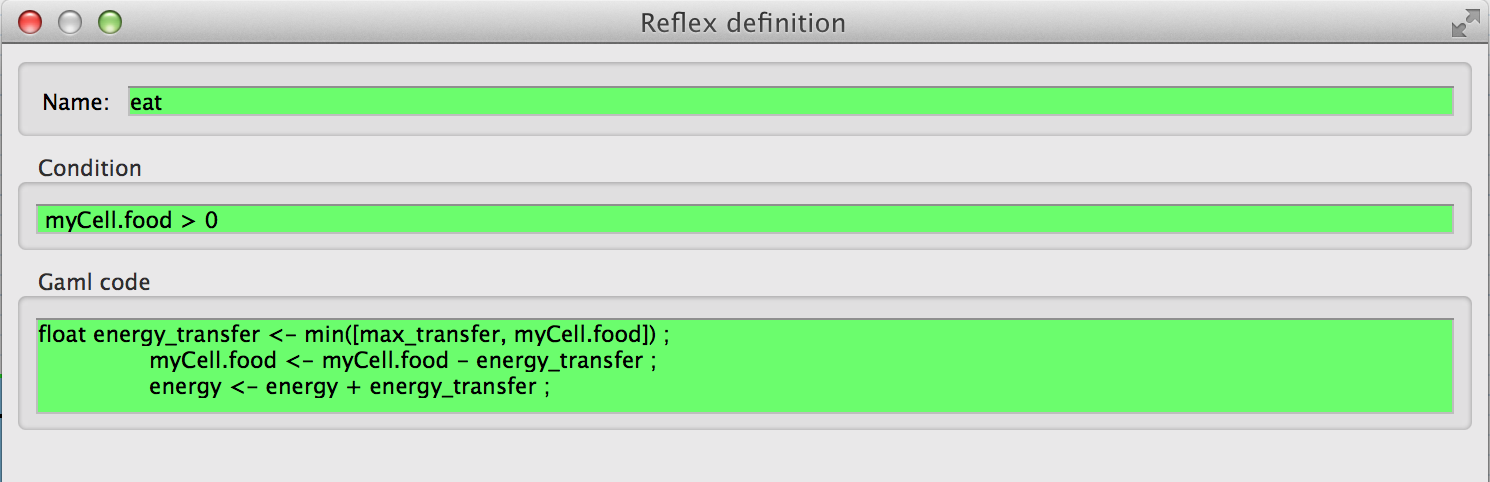 Reflex definition
Name: eat
Condition
myCell.food > 0
Gaml code
float energy_transfer <- min([max_transfer, myCell.food]) ;
myCell.food <- myCell.food - energy_transfer ;
energy <- energy + energy_transfer ;